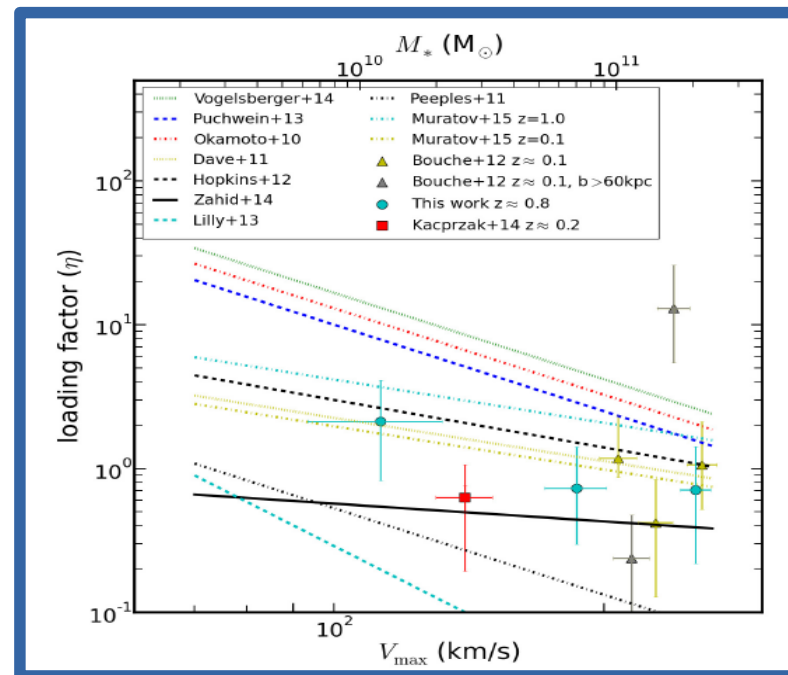 M_* (M_⊙)
10^10 10^11
Vogelsberger+14
Puchwein+13
Okamoto+10
Dave+11
Hopkins+12
Zahid+14
Lilly+13
Peeples+11
Muratov+15 z=1.0
Muratov+15 z=0.1
Bouche+12 z≈ 0.1
Bouche+12 z≈ 0.1, b>60kpc
This work z≈ 0.8
Kacprzak+14 z≈ 0.2
10^2
10^1
10^0
10^-1
loading factor (η)
10^2
V_max (km/s)